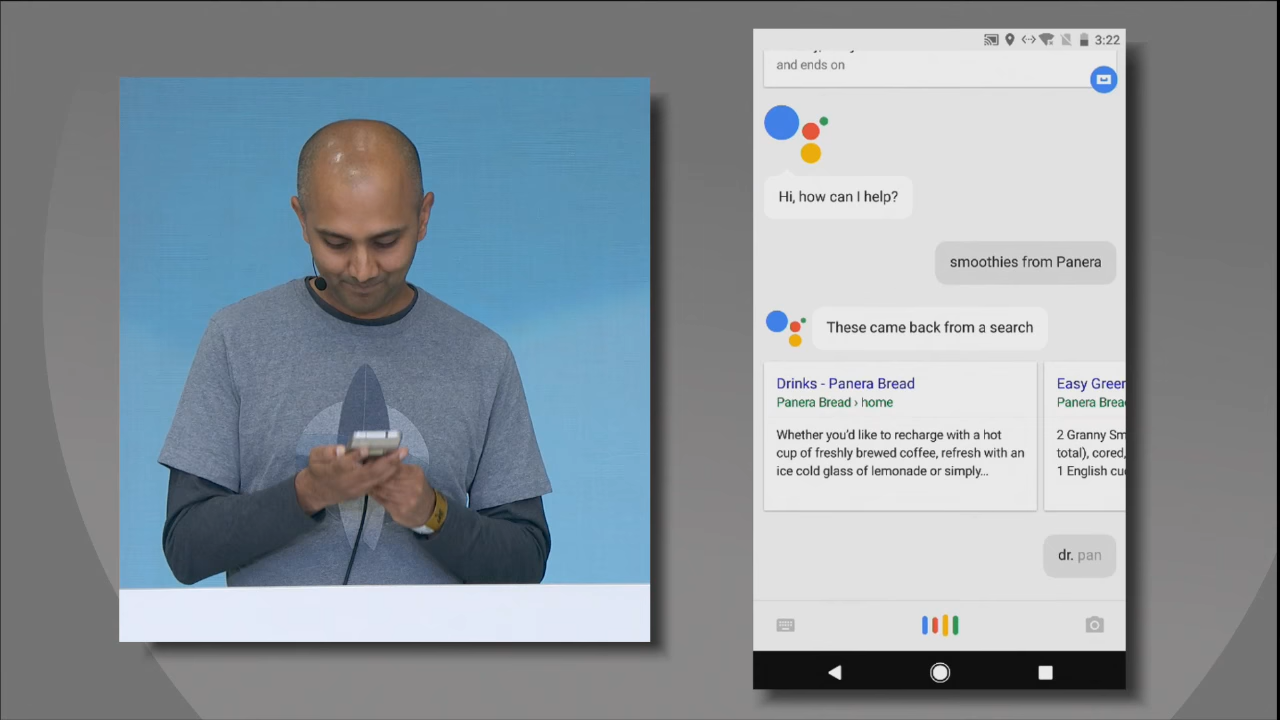 3:22
and ends on
Hi, how can I help?
smoothies from Panera
These came back from a search
Drinks - Panera Bread
Panera Bread › home
Whether you'd like to recharge with a hot
cup of freshly brewed coffee, refresh with an
ice cold glass of lemonade or simply...
Easy Greer
Panera Brea
2 Granny Sm
total), cored,
1 English cu
dr. pan